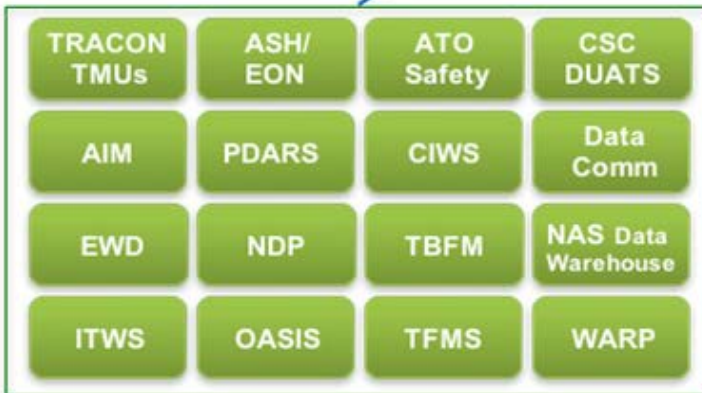 TRACON
TMUs
ASH/
EON
ATO
Safety
CSC
DUATS
AIM
PDARS
CIWS
Data
Comm
EWD
NDP
TBFM
NAS Data
Warehouse
ITWS
OASIS
TFMS
WARP